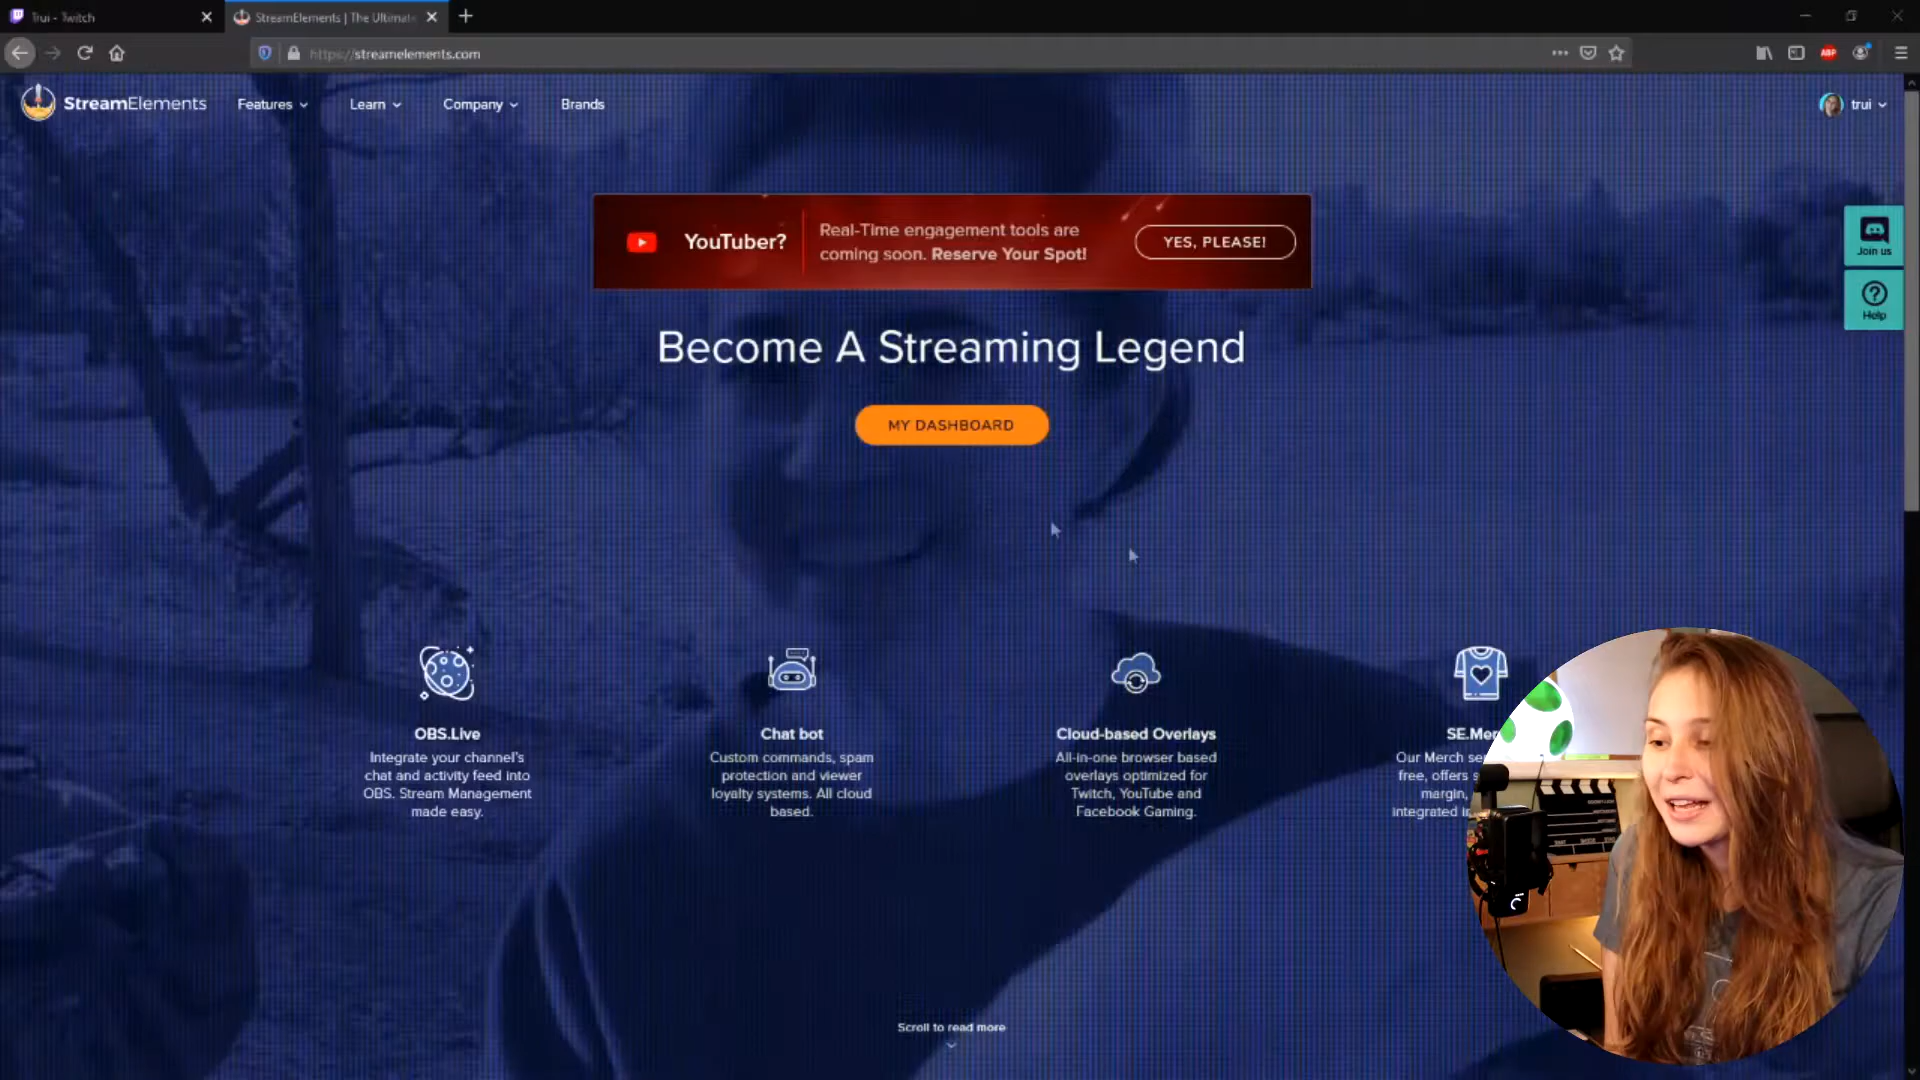 Trui - Twitch
StreamElements | The Ultimate
https://streamelements.com
ABP
StreamElements
Features
Learn
Company
Brands
trui
YouTuber?
Real-Time engagement tools are
coming soon. Reserve Your Spot!
YES, PLEASE!
Join us
Help
Become A Streaming Legend
MY DASHBOARD
OBS.Live
Integrate your channel's
chat and activity feed into
OBS. Stream Management
made easy.
Chat bot
Custom commands, spam
protection and viewer
loyalty systems. All cloud
based.
Cloud-based Overlays
All-in-one browser based
overlays optimized for
Twitch, YouTube and
Facebook Gaming.
SE.Mer
Our Merch se
free, offers s
margin,
integrated i
Scroll to read more